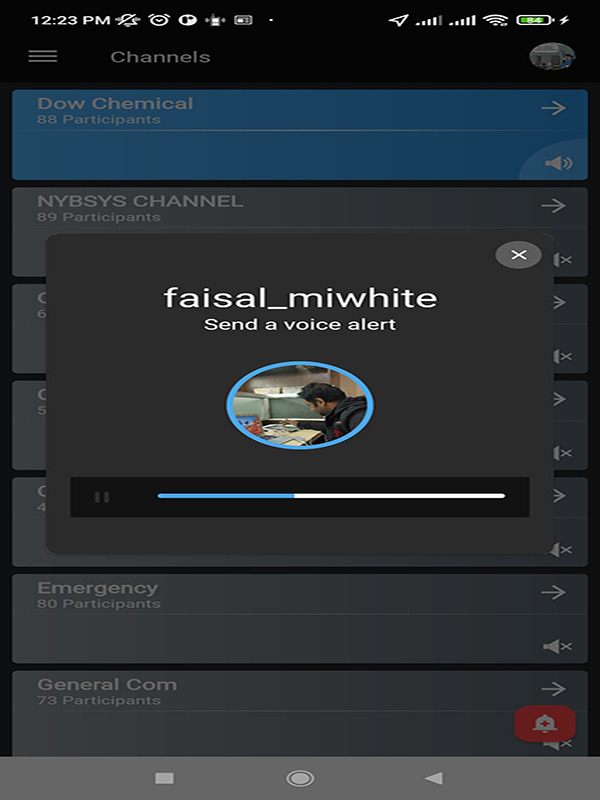 12:23 PM
84
Channels
Dow Chemical
88 Participants
NYBSYS CHANNEL
89 Participants
faisal_miwhite
Send a voice alert
Emergency
80 Participants
General Com
73 Participants